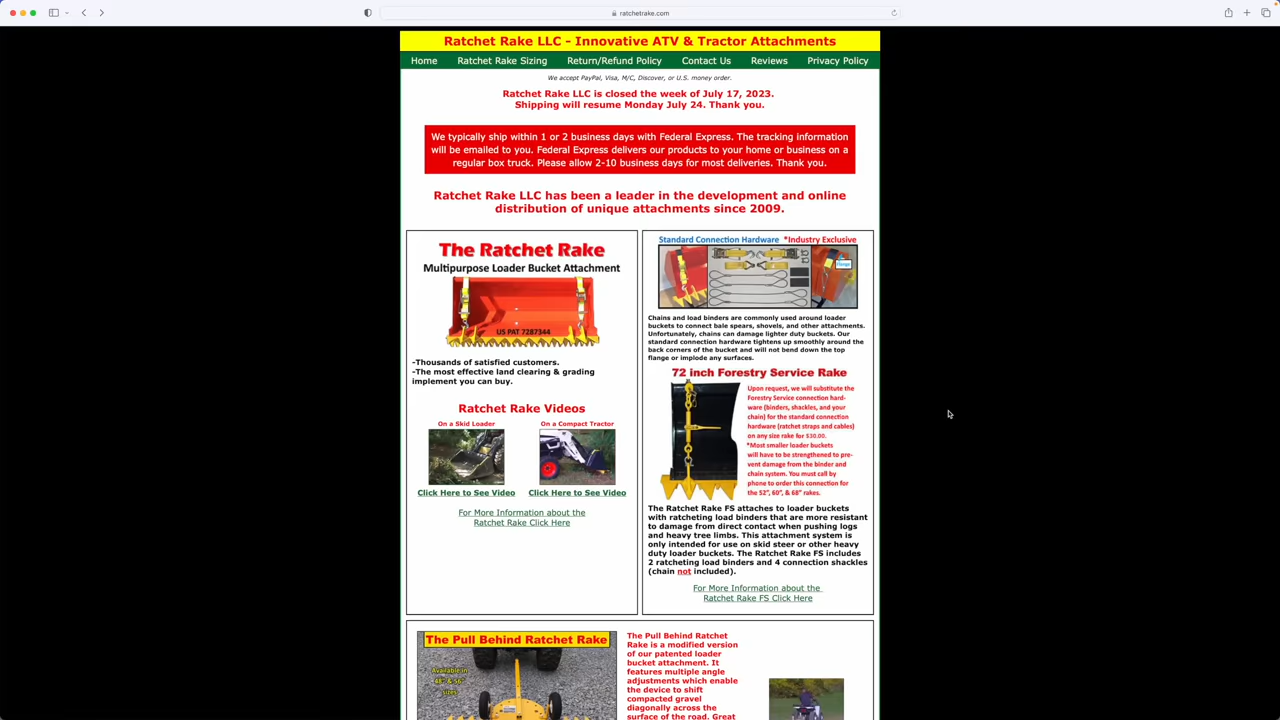 ratchetrake.com
Ratchet Rake LLC - Innovative ATV & Tractor Attachments
Home Ratchet Rake Sizing Return/Refund Policy Contact Us Reviews Privacy Policy
We accept PayPal, Visa, M/C, Discover, or U.S. money order.
Ratchet Rake LLC is closed the week of July 17, 2023.
Shipping will resume Monday July 24. Thank you.
We typically ship within 1 or 2 business days with Federal Express. The tracking information
will be emailed to you. Federal Express delivers our products to your home or business on a
regular box truck. Please allow 2-10 business days for most deliveries. Thank you.
Ratchet Rake LLC has been a leader in the development and online
distribution of unique attachments since 2009.
The Ratchet Rake
Multipurpose Loader Bucket Attachment
US PAT 7287344
-Thousands of satisfied customers.
-The most effective land clearing & grading
implement you can buy.
Ratchet Rake Videos
On a Skid Loader On a Compact Tractor
Click Here to See Video Click Here to See Video
For More Information about the
Ratchet Rake Click Here
Standard Connection Hardware *Industry Exclusive
Chains and load binders are commonly used around loader
buckets to connect bale spears, shovels, and other attachments.
Unfortunately, chains can damage lighter duty buckets. Our
standard connection hardware tightens up smoothly around the
back corners of the bucket and will not bend down the top
flange or implode any surfaces.
72 inch Forestry Service Rake
Upon request, we will substitute the
Forestry Service connection hard-
ware (binders, shackles, and your
chain) for the standard connection
hardware (ratchet straps and cables)
on any size rake for $30.00.
*Most smaller loader buckets
will have to be strengthened to pre-
vent damage from the binder and
chain system. You must call by
phone to order this connection for
the 52", 60", & 68" rakes.
The Ratchet Rake FS attaches to loader buckets
with ratcheting load binders that are more resistant
to damage from direct contact when pushing logs
and heavy tree limbs. This attachment system is
only intended for use on skid steer or other heavy
duty loader buckets. The Ratchet Rake FS includes
2 ratcheting load binders and 4 connection shackles
(chain not included).
For More Information about the
Ratchet Rake FS Click Here
The Pull Behind Ratchet Rake
Available in
48" & 56"
sizes
The Pull Behind Ratchet
Rake is a modified version
of our patented loader
bucket attachment. It
features multiple angle
adjustments which enable
the device to shift
compacted gravel
diagonally across the
surface of the road. Great